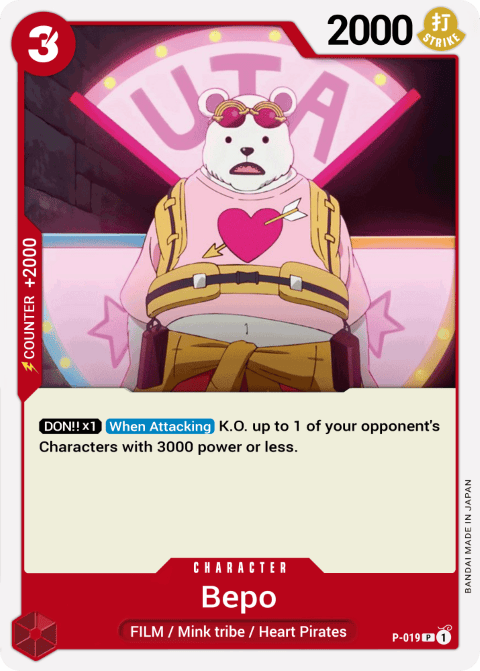 3
2000
打
STRIKE
UTA
COUNTER +2000
DON!! ×1 When Attacking K.O. up to 1 of your opponent's
Characters with 3000 power or less.
BANDAI MADE IN JAPAN
CHARACTER
Bepo
FILM / Mink tribe / Heart Pirates
P-019 P 1